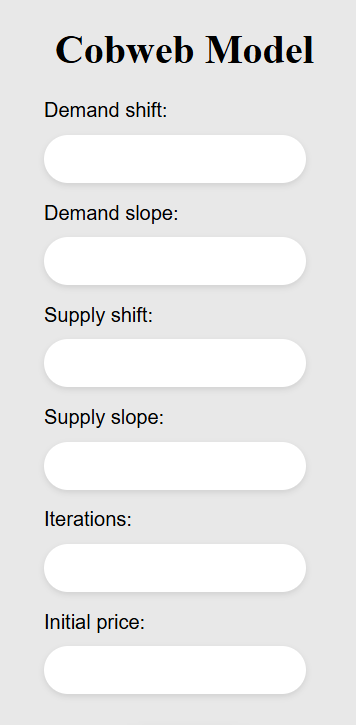 Cobweb Model
Demand shift:
Demand slope:
Supply shift:
Supply slope:
Iterations:
Initial price: